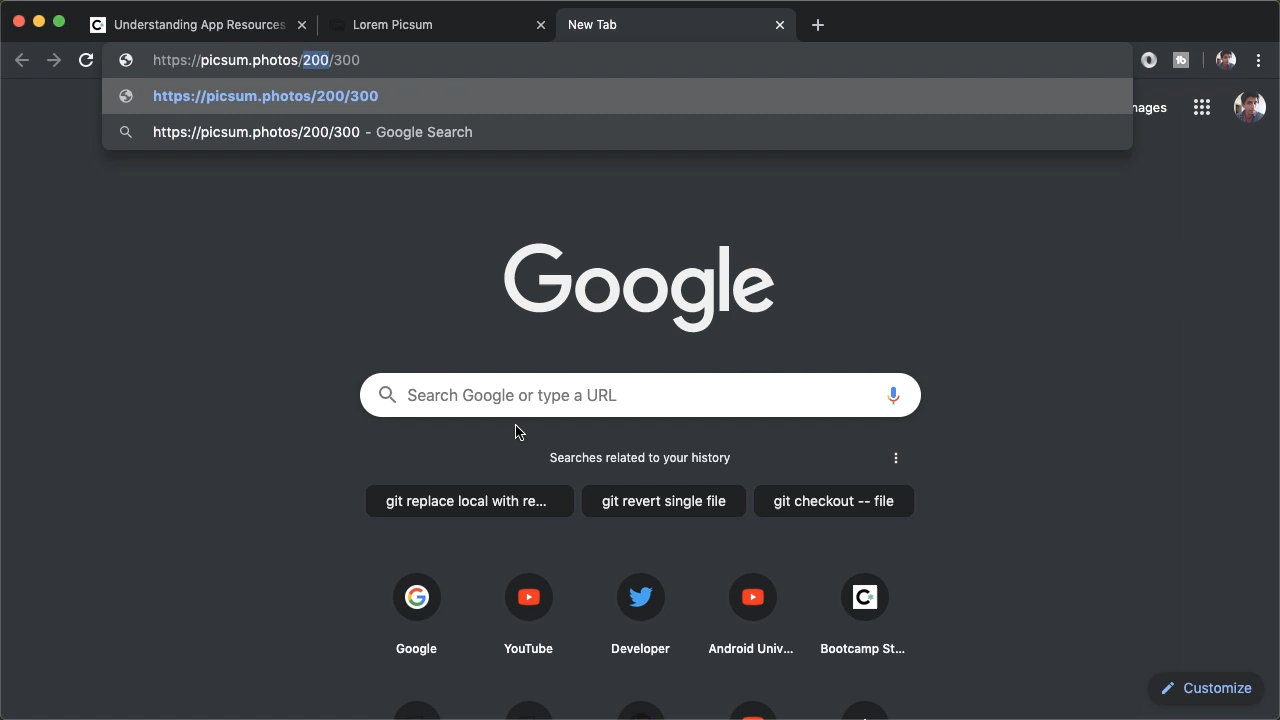 Understanding App Resources
Lorem Picsum
New Tab
https://picsum.photos/200/300
https://picsum.photos/200/300
https://picsum.photos/200/300 - Google Search
nages
Google
Search Google or type a URL
Searches related to your history
git replace local with re...
git revert single file
git checkout -- file
Google
YouTube
Developer
Android Univ...
Bootcamp St...
Customize